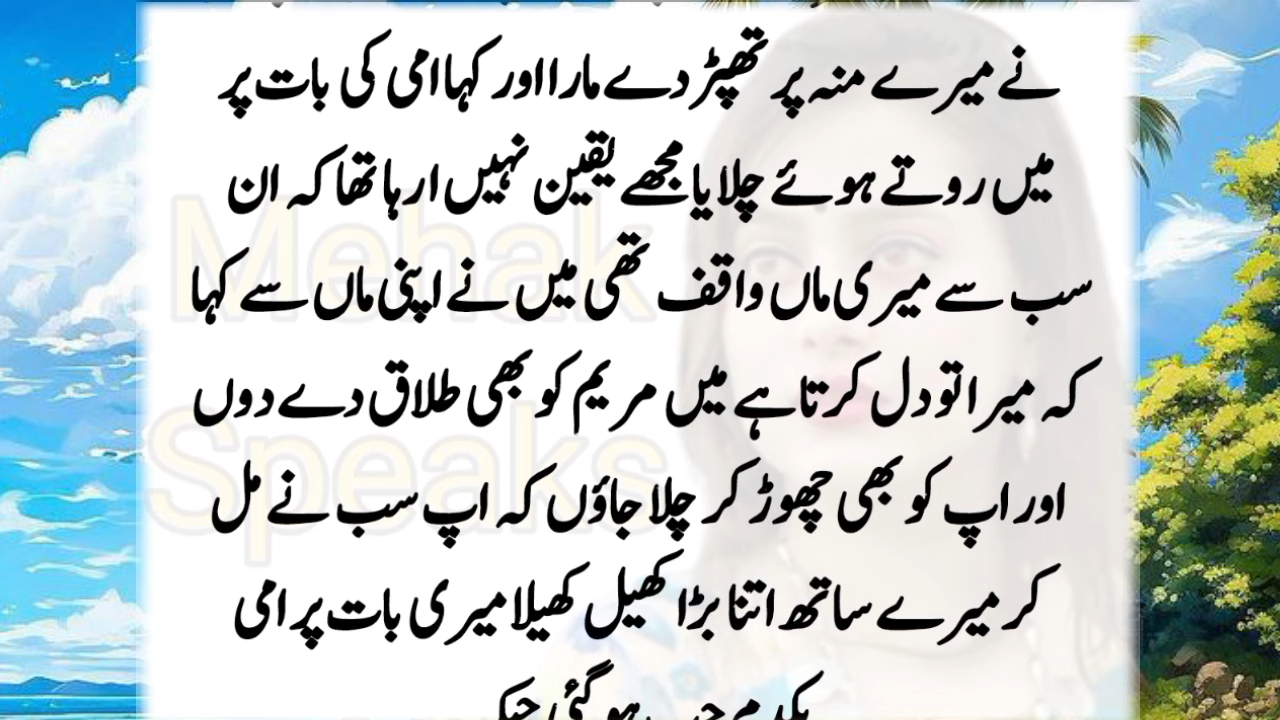 نے میرے منہ پر تھپڑ دے مارا اور کہا امی کی بات پر
میں روتے ہوئے چلایا مجھے یقین نہیں ارہا تھا کہ ان
سب سے میری ماں واقف تھی میں نے اپنی ماں سے کہا
کہ میرا تو دل کرتا ہے میں مریم کو بھی طلاق دے دوں
اور اپ کو بھی چھوڑ کر چلا جاؤں کہ اپ سب نے مل
کر میرے ساتھ اتنا بڑا کھیل کھیلا میری بات پر امی
Mehak
Speaks